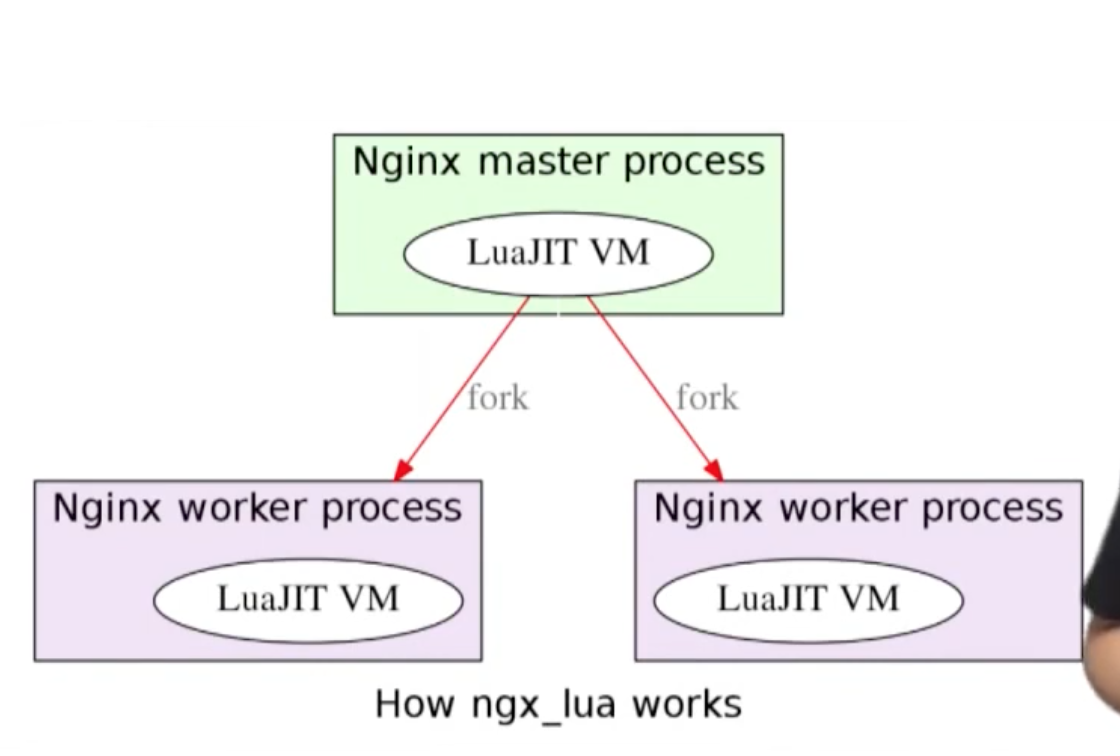 Nginx master process
LuaJIT VM
fork
fork
Nginx worker process
LuaJIT VM
Nginx worker process
LuaJIT VM
How ngx_lua works